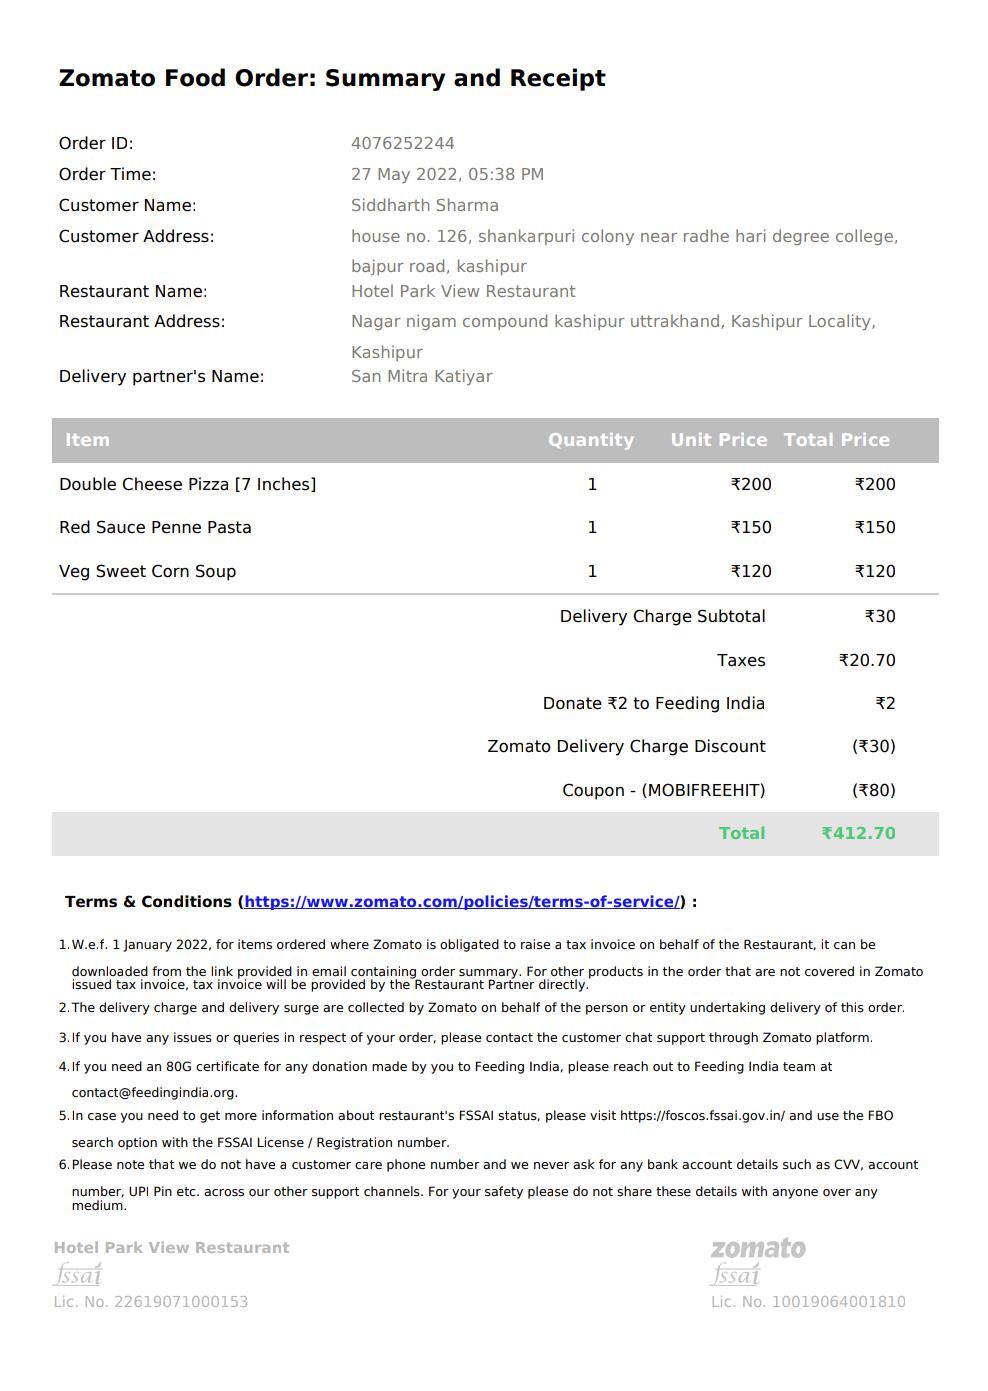 Zomato Food Order: Summary and Receipt
Order ID: 4076252244
Order Time: 27 May 2022, 05:38 PM
Customer Name: Siddharth Sharma
Customer Address: house no. 126, shankarpuri colony near radhe hari degree college,
bajpur road, kashipur
Restaurant Name: Hotel Park View Restaurant
Restaurant Address: Nagar nigam compound kashipur uttrakhand, Kashipur Locality,
Kashipur
Delivery partner's Name: San Mitra Katiyar
Item Quantity Unit Price Total Price
Double Cheese Pizza [7 Inches] 1 ₹200 ₹200
Red Sauce Penne Pasta 1 ₹150 ₹150
Veg Sweet Corn Soup 1 ₹120 ₹120
Delivery Charge Subtotal ₹30
Taxes ₹20.70
Donate ₹2 to Feeding India ₹2
Zomato Delivery Charge Discount (₹30)
Coupon - (MOBIFREEHIT) (₹80)
Total ₹412.70
Terms & Conditions (https://www.zomato.com/policies/terms-of-service/) :
1. W.e.f. 1 January 2022, for items ordered where Zomato is obligated to raise a tax invoice on behalf of the Restaurant, it can be
downloaded from the link provided in email containing order summary. For other products in the order that are not covered in Zomato
issued tax invoice, tax invoice will be provided by the Restaurant Partner directly.
2. The delivery charge and delivery surge are collected by Zomato on behalf of the person or entity undertaking delivery of this order.
3. If you have any issues or queries in respect of your order, please contact the customer chat support through Zomato platform.
4. If you need an 80G certificate for any donation made by you to Feeding India, please reach out to Feeding India team at
contact@feedingindia.org.
5. In case you need to get more information about restaurant's FSSAI status, please visit https://foscos.fssai.gov.in/ and use the FBO
search option with the FSSAI License / Registration number.
6. Please note that we do not have a customer care phone number and we never ask for any bank account details such as CVV, account
number, UPI Pin etc. across our other support channels. For your safety please do not share these details with anyone over any
medium.
Hotel Park View Restaurant zomato
fssai fssai
Lic. No. 22619071000153 Lic. No. 10019064001810